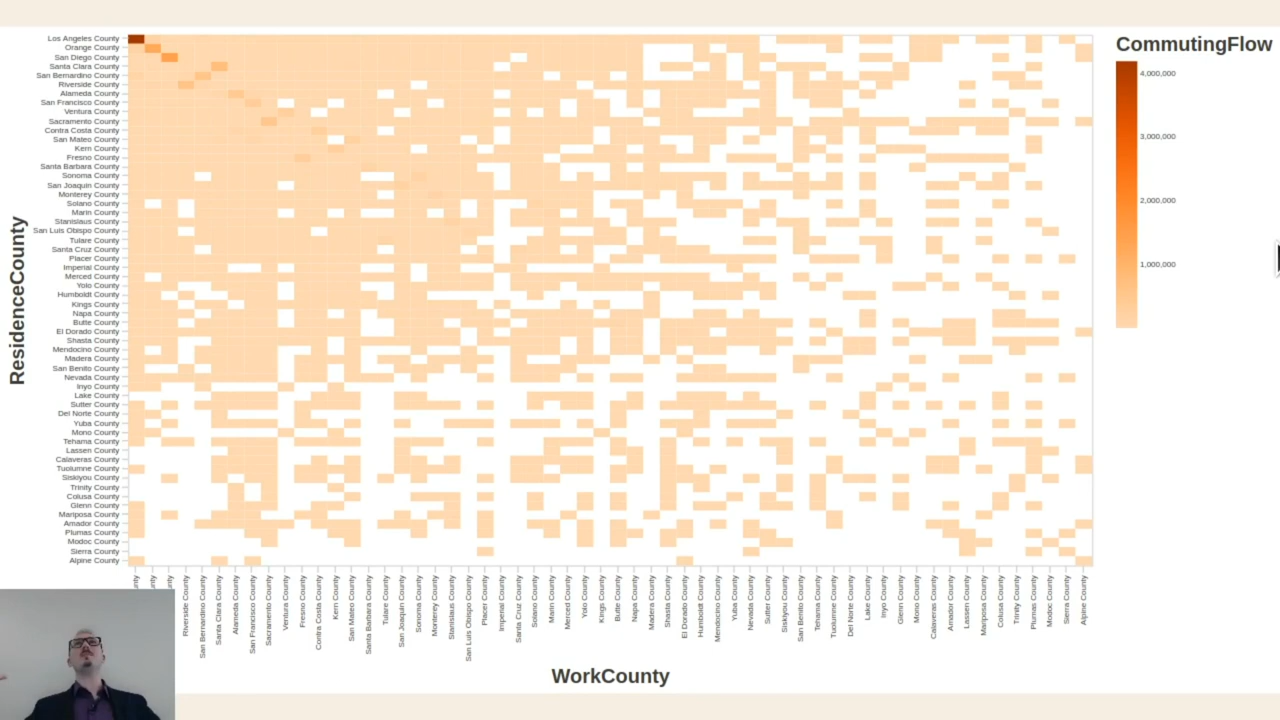 CommutingFlow
4,000,000
3,000,000
2,000,000
1,000,000
ResidenceCounty
Los Angeles County
Orange County
San Diego County
Santa Clara County
San Bernardino County
Riverside County
Alameda County
San Francisco County
Ventura County
Sacramento County
Contra Costa County
San Mateo County
Kern County
Fresno County
Santa Barbara County
Sonoma County
San Joaquin County
Monterey County
Solano County
Marin County
Stanislaus County
San Luis Obispo County
Tulare County
Santa Cruz County
Placer County
Imperial County
Merced County
Yolo County
Humboldt County
Kings County
Napa County
Butte County
El Dorado County
Shasta County
Mendocino County
Madera County
San Benito County
Nevada County
Inyo County
Lake County
Sutter County
Del Norte County
Yuba County
Mono County
Tehama County
Lassen County
Calaveras County
Tuolumne County
Siskiyou County
Trinity County
Colusa County
Glenn County
Mariposa County
Amador County
Plumas County
Modoc County
Sierra County
Alpine County
Riverside County
San Bernardino County
Santa Clara County
Alameda County
San Francisco County
Sacramento County
Ventura County
Fresno County
Contra Costa County
Kern County
San Mateo County
Santa Barbara County
Tulare County
San Joaquin County
Sonoma County
Monterey County
Stanislaus County
San Luis Obispo County
Placer County
Imperial County
Santa Cruz County
Solano County
Marin County
Merced County
Yolo County
Kings County
Butte County
Napa County
Madera County
Shasta County
El Dorado County
Humboldt County
Mendocino County
Yuba County
Nevada County
Sutter County
Siskiyou County
San Benito County
Tehama County
Tuolumne County
Del Norte County
Lake County
Inyo County
Glenn County
Mono County
Calaveras County
Amador County
Lassen County
Mariposa County
Colusa County
Trinity County
Plumas County
Modoc County
Sierra County
Alpine County
WorkCounty